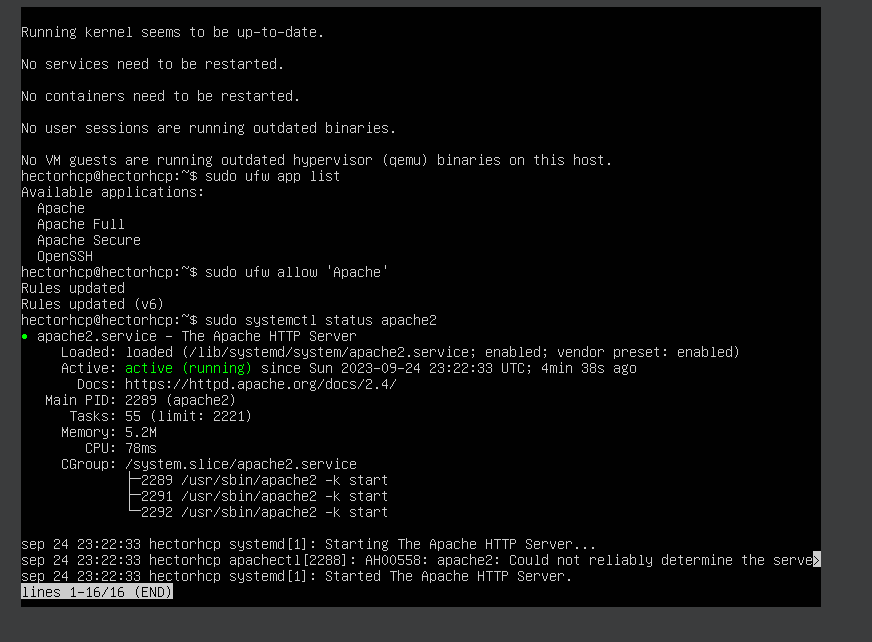 Running kernel seems to be up-to-date.
No services need to be restarted.
No containers need to be restarted.
No user sessions are running outdated binaries.
No VM guests are running outdated hypervisor (qemu) binaries on this host.
hectorhcp@hectorhcp:~$ sudo ufw app list
Available applications:
  Apache
  Apache Full
  Apache Secure
  OpenSSH
hectorhcp@hectorhcp:~$ sudo ufw allow 'Apache'
Rules updated
Rules updated (v6)
hectorhcp@hectorhcp:~$ sudo systemctl status apache2
● apache2.service - The Apache HTTP Server
     Loaded: loaded (/lib/systemd/system/apache2.service; enabled; vendor preset: enabled)
     Active: active (running) since Sun 2023-09-24 23:22:33 UTC; 4min 38s ago
       Docs: https://httpd.apache.org/docs/2.4/
   Main PID: 2289 (apache2)
      Tasks: 55 (limit: 2221)
     Memory: 5.2M
        CPU: 78ms
     CGroup: /system.slice/apache2.service
             ├─2289 /usr/sbin/apache2 -k start
             ├─2291 /usr/sbin/apache2 -k start
             └─2292 /usr/sbin/apache2 -k start
sep 24 23:22:33 hectorhcp systemd[1]: Starting The Apache HTTP Server...
sep 24 23:22:33 hectorhcp apachectl[2288]: AH00558: apache2: Could not reliably determine the serve>
sep 24 23:22:33 hectorhcp systemd[1]: Started The Apache HTTP Server.
lines 1-16/16 (END)